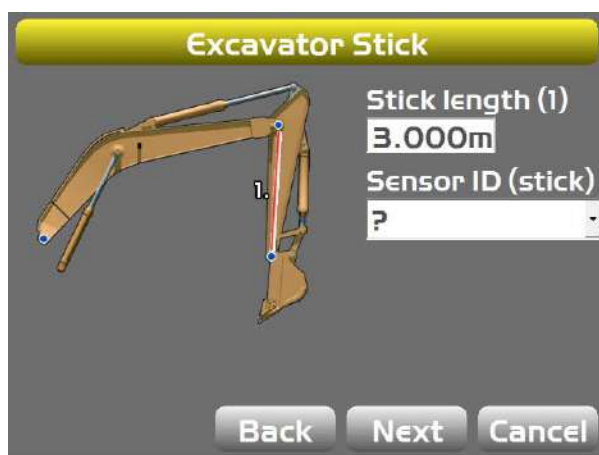 Excavator Stick
Stick length (1)
3.000m
Sensor ID (stick)
?
1.
Back Next Cancel